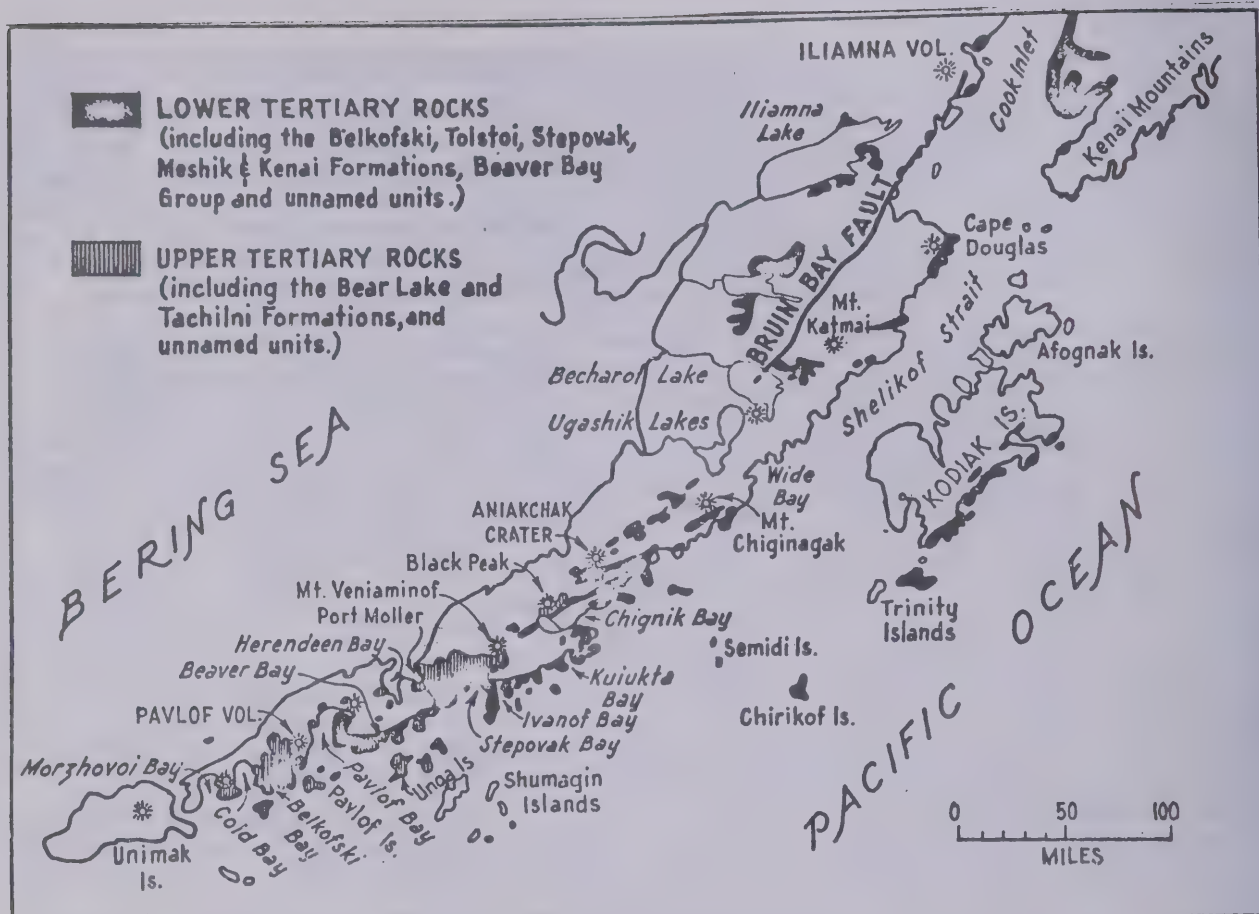 LOWER TERTIARY ROCKS
(including the Belkofski, Tolstoi, Stepovak,
Meshik & Kenai Formations, Beaver Bay
Group and unnamed units.)
UPPER TERTIARY ROCKS
(including the Bear Lake and
Tachilni Formations, and
unnamed units.)
ILIAMNA VOL.
Cook Inlet
Kenai Mountains
Iliamna
Lake
BRUIN BAY FAULT
Cape
Douglas
Mt.
Katmai
Shelikof Strait
Afognak Is.
Becharof Lake
Ugashik Lakes
KODIAK IS.
BERING SEA
Wide
Bay
ANIAKCHAK
CRATER
Mt.
Chiginagak
Black Peak
Trinity
Islands
PACIFIC OCEAN
Mt. Veniaminof
Port Moller
Chignik Bay
Herendeen Bay
Semidi Is.
Beaver Bay
Kuiukta
Bay
Chirikof Is.
Ivanof Bay
PAVLOF VOL.
Stepovak Bay
Morzhovoi Bay
Unga Is
Shumagin
Islands
Pavlof Bay
Pavlof Is.
Belkofski
Bay
Cold Bay
Unimak
Is.
0 50 100
MILES